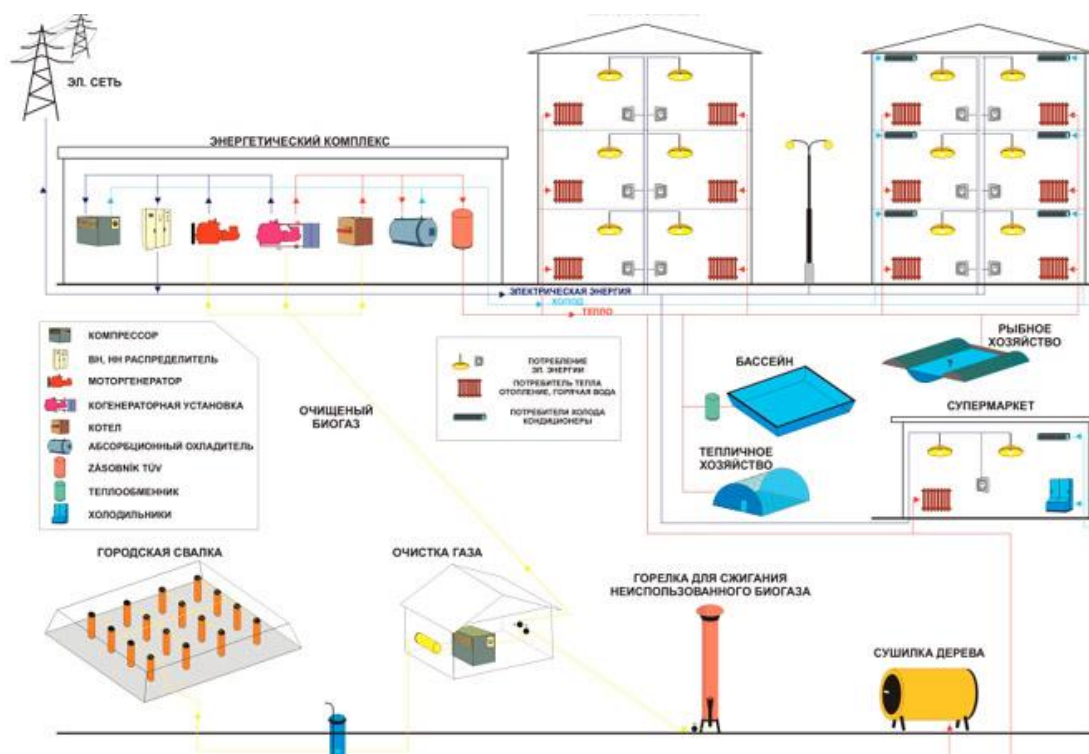 ЭЛ. СЕТЬ
ЭНЕРГЕТИЧЕСКИЙ КОМПЛЕКС
ЭЛЕКТРИЧЕСКАЯ ЭНЕРГИЯ
ХОЛОД
ТЕПЛО
КОМПРЕССОР
ВН, НН РАСПРЕДЕЛИТЕЛЬ
МОТОРГЕНЕРАТОР
КОГЕНЕРАТОРНАЯ УСТАНОВКА
КОТЕЛ
АБСОРБЦИОННЫЙ ОХЛАДИТЕЛЬ
ZÁSOBNÍK TÚV
ТЕПЛООБМЕННИК
ХОЛОДИЛЬНИКИ
ОЧИЩЕНЫЙ
БИОГАЗ
ПОТРЕБЛЕНИЕ
ЭЛ. ЭНЕРГИИ
ПОТРЕБИТЕЛЬ ТЕПЛА
ОТОПЛЕНИЕ, ГОРЯЧАЯ ВОДА
ПОТРЕБИТЕЛИ ХОЛОДА
КОНДИЦИОНЕРЫ
БАССЕЙН
РЫБНОЕ
ХОЗЯЙСТВО
?
ТЕПЛИЧНОЕ
ХОЗЯЙСТВО
СУПЕРМАРКЕТ
ГОРОДСКАЯ СВАЛКА
ОЧИСТКА ГАЗА
ГОРЕЛКА ДЛЯ СЖИГАНИЯ
НЕИСПОЛЬЗОВАННОГО БИОГАЗА
СУШИЛКА ДЕРЕВА